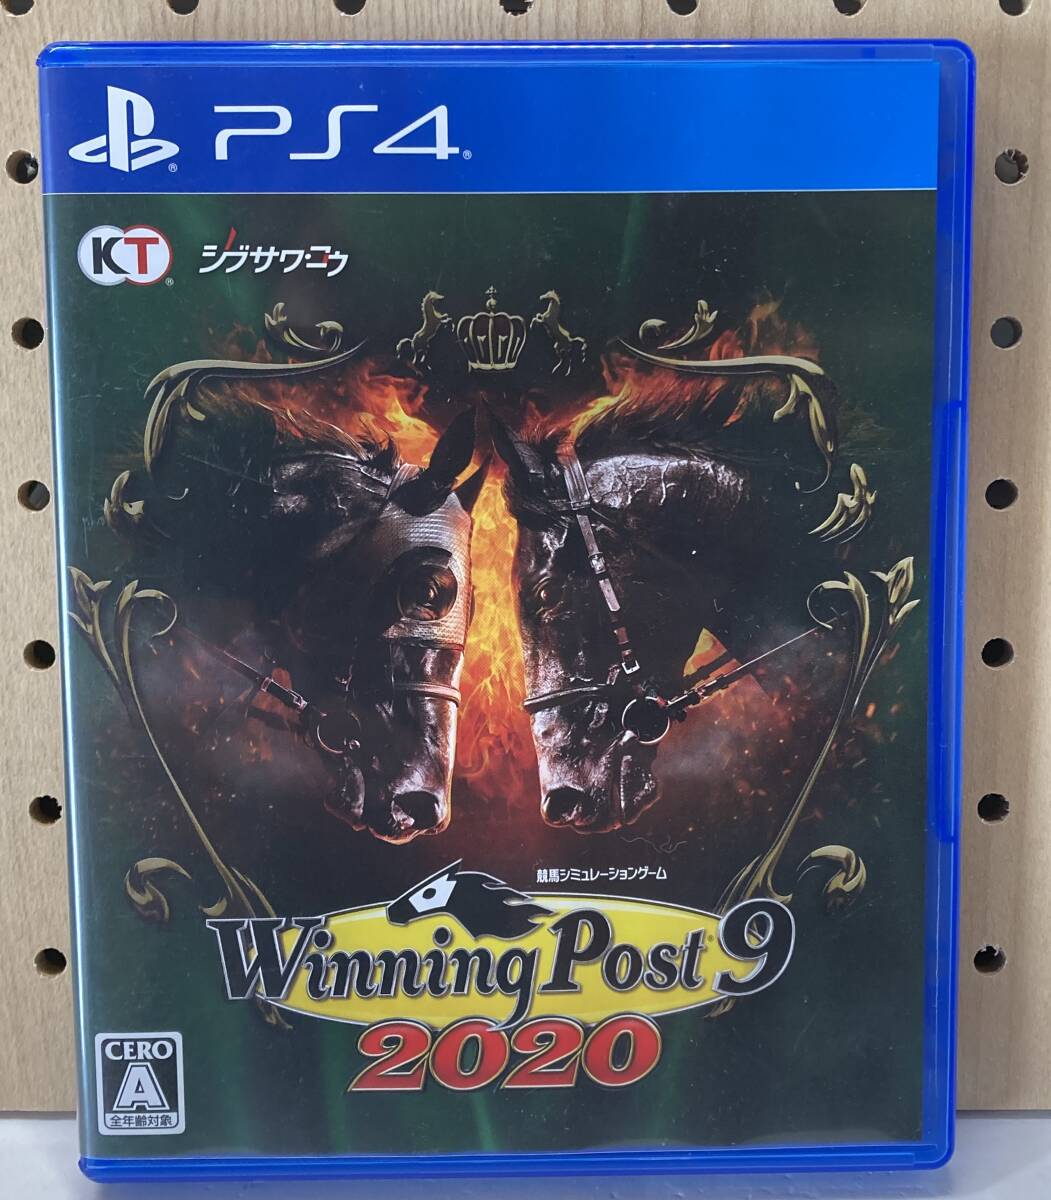 PS4
KT
シブサワ・コウ
競馬シミュレーションゲーム
Winning Post 9
2020
CERO
A
全年齢対象